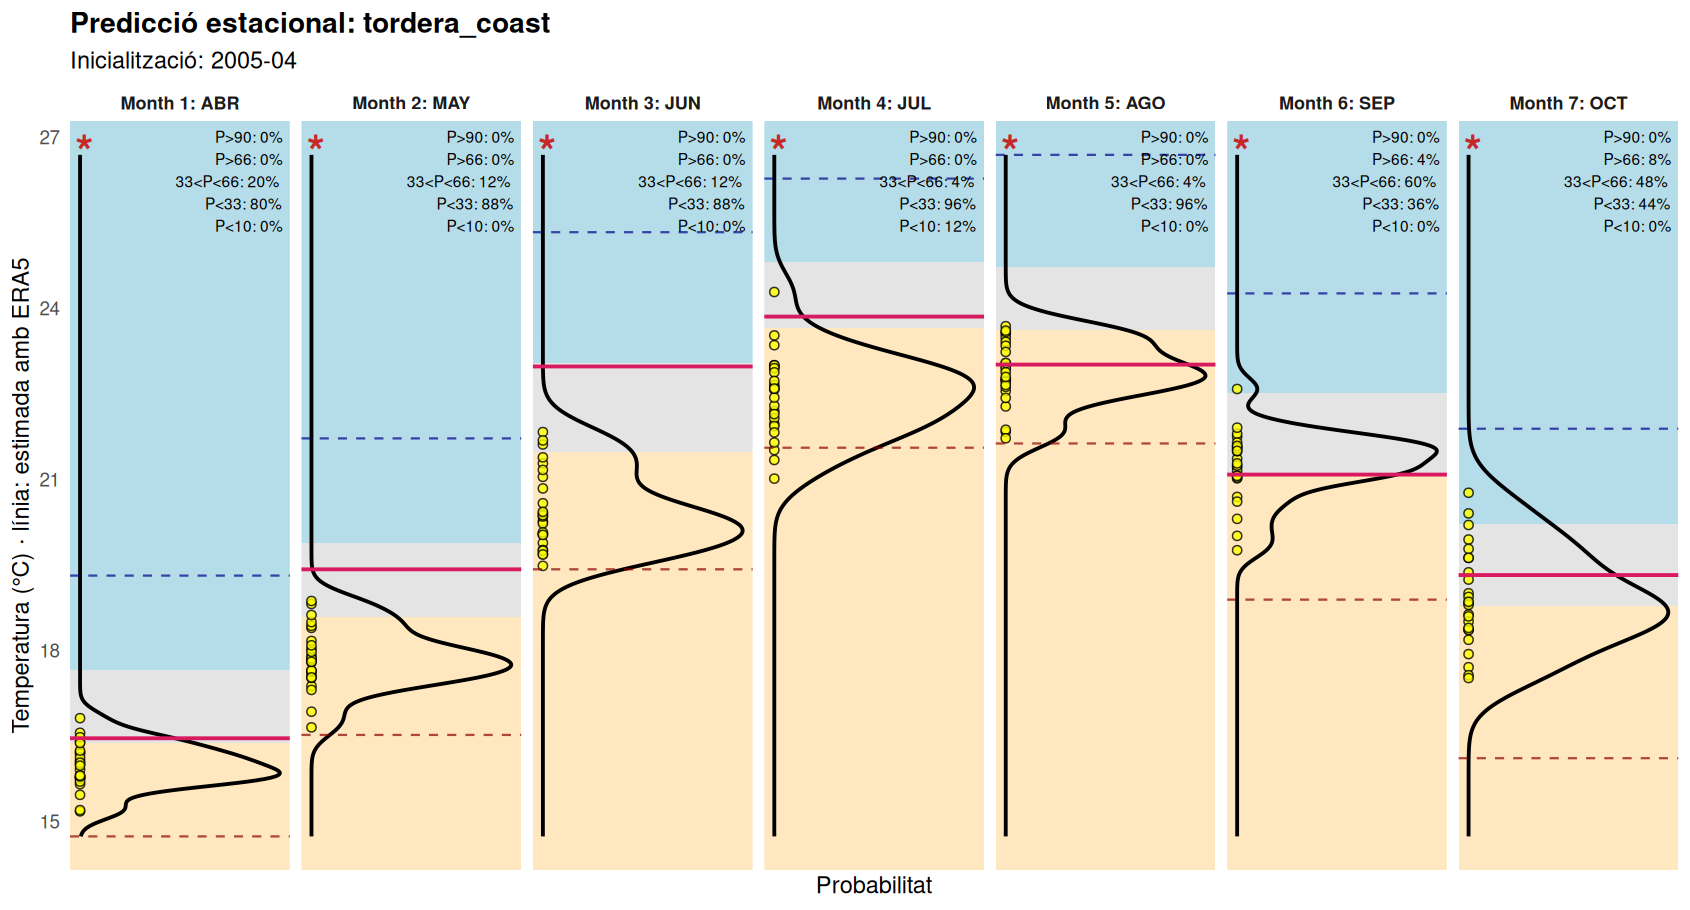 Predicció estacional: tordera_coast
Inicialització: 2005-04
Month 1: ABR
Month 2: MAY
Month 3: JUN
Month 4: JUL
Month 5: AGO
Month 6: SEP
Month 7: OCT
Temperatura (°C) · línia: estimada amb ERA5
27
24
21
18
15
*
P>90: 0%
P>66: 0%
33<P<66: 20%
P<33: 80%
P<10: 0%
*
P>90: 0%
P>66: 0%
33<P<66: 12%
P<33: 88%
P<10: 0%
*
P>90: 0%
P>66: 0%
33<P<66: 12%
P<33: 88%
P<10: 0%
*
P>90: 0%
P>66: 0%
33<P<66: 4%
P<33: 96%
P<10: 12%
*
P>90: 0%
P>66: 0%
33<P<66: 4%
P<33: 96%
P<10: 0%
*
P>90: 0%
P>66: 4%
33<P<66: 60%
P<33: 36%
P<10: 0%
*
P>90: 0%
P>66: 8%
33<P<66: 48%
P<33: 44%
P<10: 0%
Probabilitat